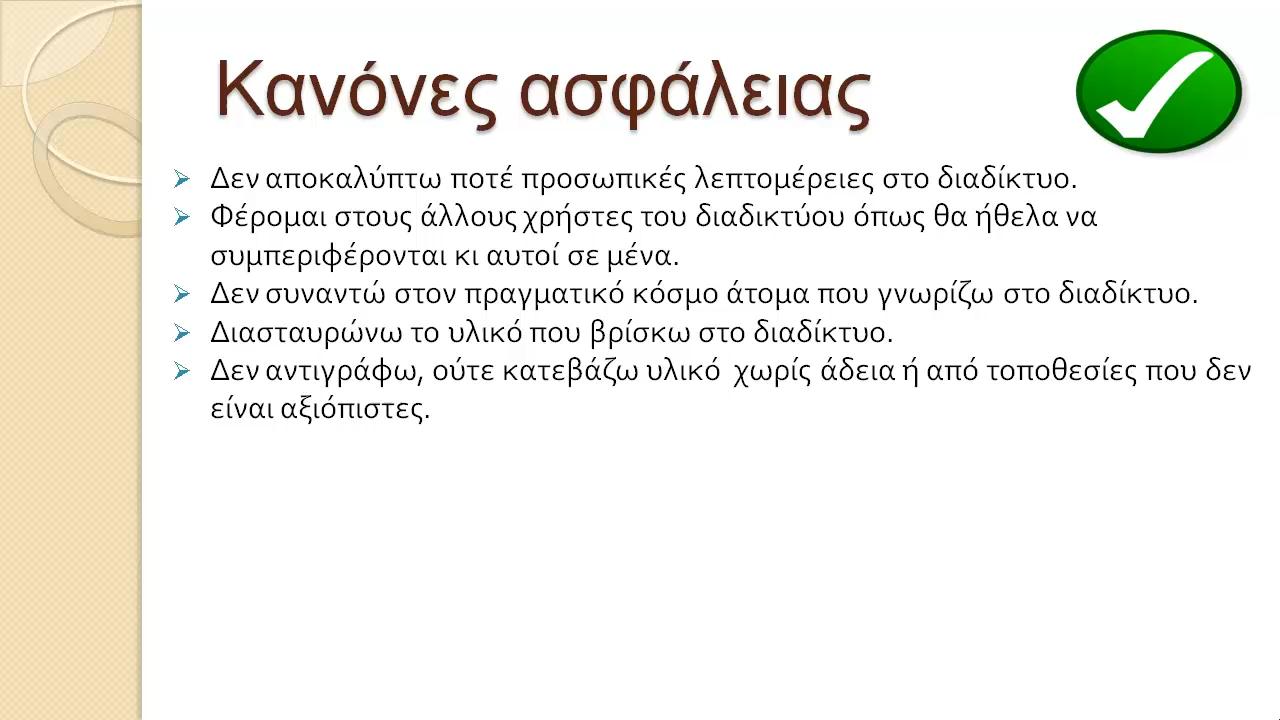 Κανόνες ασφάλειας
Δεν αποκαλύπτω ποτέ προσωπικές λεπτομέρειες στο διαδίκτυο.
Φέρομαι στους άλλους χρήστες του διαδικτύου όπως θα ήθελα να
συμπεριφέρονται κι αυτοί σε μένα.
Δεν συναντώ στον πραγματικό κόσμο άτομα που γνωρίζω στο διαδίκτυο.
Διασταυρώνω το υλικό που βρίσκω στο διαδίκτυο.
Δεν αντιγράφω, ούτε κατεβάζω υλικό χωρίς άδεια ή από τοποθεσίες που δεν
είναι αξιόπιστες.